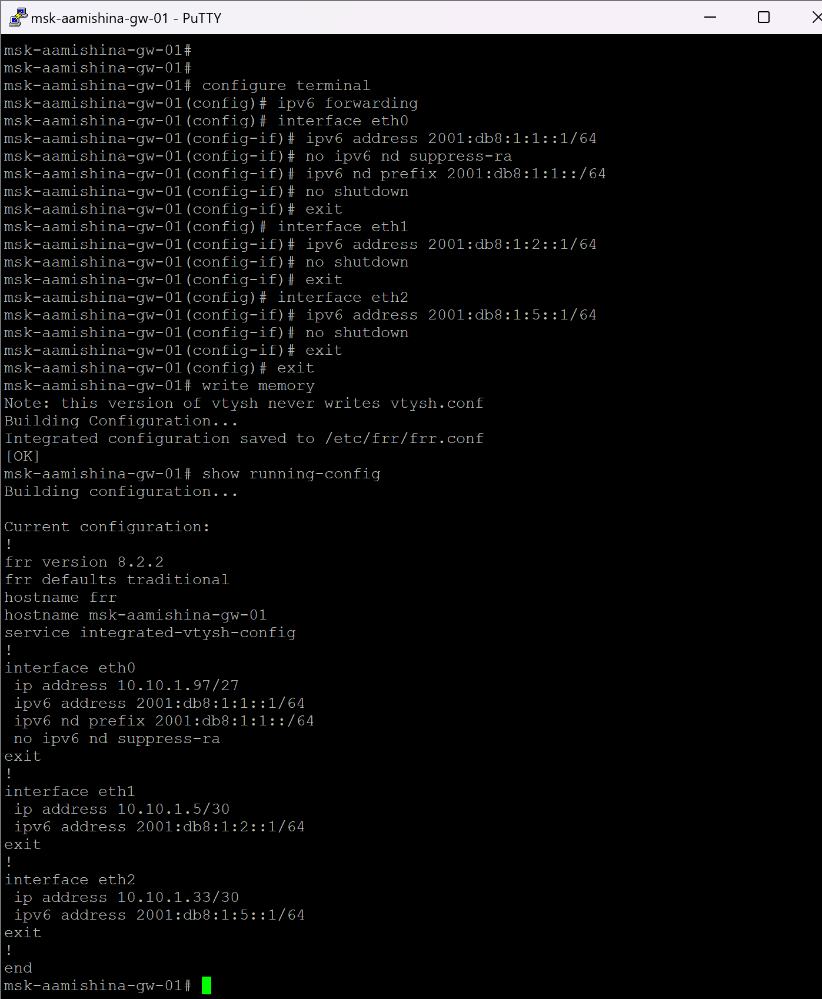 msk-aamishina-gw-01 - PuTTY
msk-aamishina-gw-01#
msk-aamishina-gw-01#
msk-aamishina-gw-01# configure terminal
msk-aamishina-gw-01(config)# ipv6 forwarding
msk-aamishina-gw-01(config)# interface eth0
msk-aamishina-gw-01(config-if)# ipv6 address 2001:db8:1:1::1/64
msk-aamishina-gw-01(config-if)# no ipv6 nd suppress-ra
msk-aamishina-gw-01(config-if)# ipv6 nd prefix 2001:db8:1:1::/64
msk-aamishina-gw-01(config-if)# no shutdown
msk-aamishina-gw-01(config-if)# exit
msk-aamishina-gw-01(config)# interface eth1
msk-aamishina-gw-01(config-if)# ipv6 address 2001:db8:1:2::1/64
msk-aamishina-gw-01(config-if)# no shutdown
msk-aamishina-gw-01(config-if)# exit
msk-aamishina-gw-01(config)# interface eth2
msk-aamishina-gw-01(config-if)# ipv6 address 2001:db8:1:5::1/64
msk-aamishina-gw-01(config-if)# no shutdown
msk-aamishina-gw-01(config-if)# exit
msk-aamishina-gw-01(config)# exit
msk-aamishina-gw-01# write memory
Note: this version of vtysh never writes vtysh.conf
Building Configuration...
Integrated configuration saved to /etc/frr/frr.conf
[OK]
msk-aamishina-gw-01# show running-config
Building configuration...

Current configuration:
!
frr version 8.2.2
frr defaults traditional
hostname frr
hostname msk-aamishina-gw-01
service integrated-vtysh-config
!
interface eth0
 ip address 10.10.1.97/27
 ipv6 address 2001:db8:1:1::1/64
 ipv6 nd prefix 2001:db8:1:1::/64
 no ipv6 nd suppress-ra
exit
!
interface eth1
 ip address 10.10.1.5/30
 ipv6 address 2001:db8:1:2::1/64
exit
!
interface eth2
 ip address 10.10.1.33/30
 ipv6 address 2001:db8:1:5::1/64
exit
!
end
msk-aamishina-gw-01#